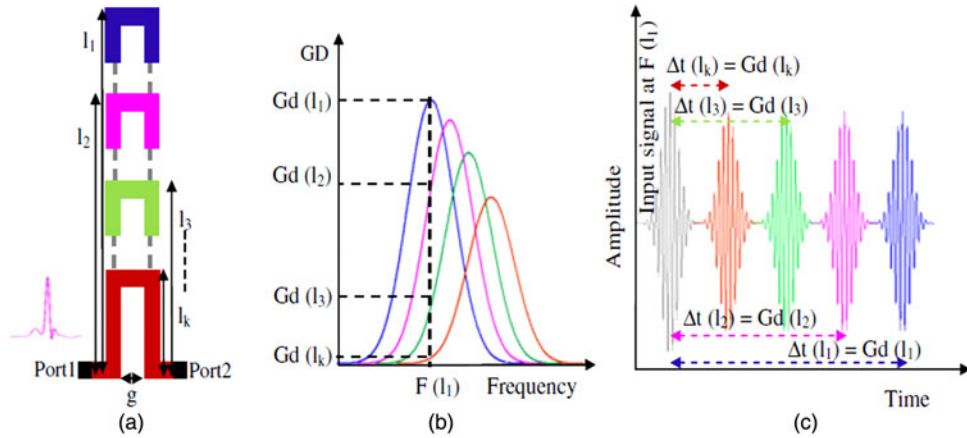 l₁
l₂
l₃
lₖ
Port1
Port2
g
(a)
GD
Gd (l₁)
Gd (l₂)
Gd (l₃)
Gd (lₖ)
F (l₁)
Frequency
(b)
Amplitude
Input signal at F (l₁)
Δt (lₖ) = Gd (lₖ)
Δt (l₃) = Gd (l₃)
Δt (l₂) = Gd (l₂)
Δt (l₁) = Gd (l₁)
Time
(c)